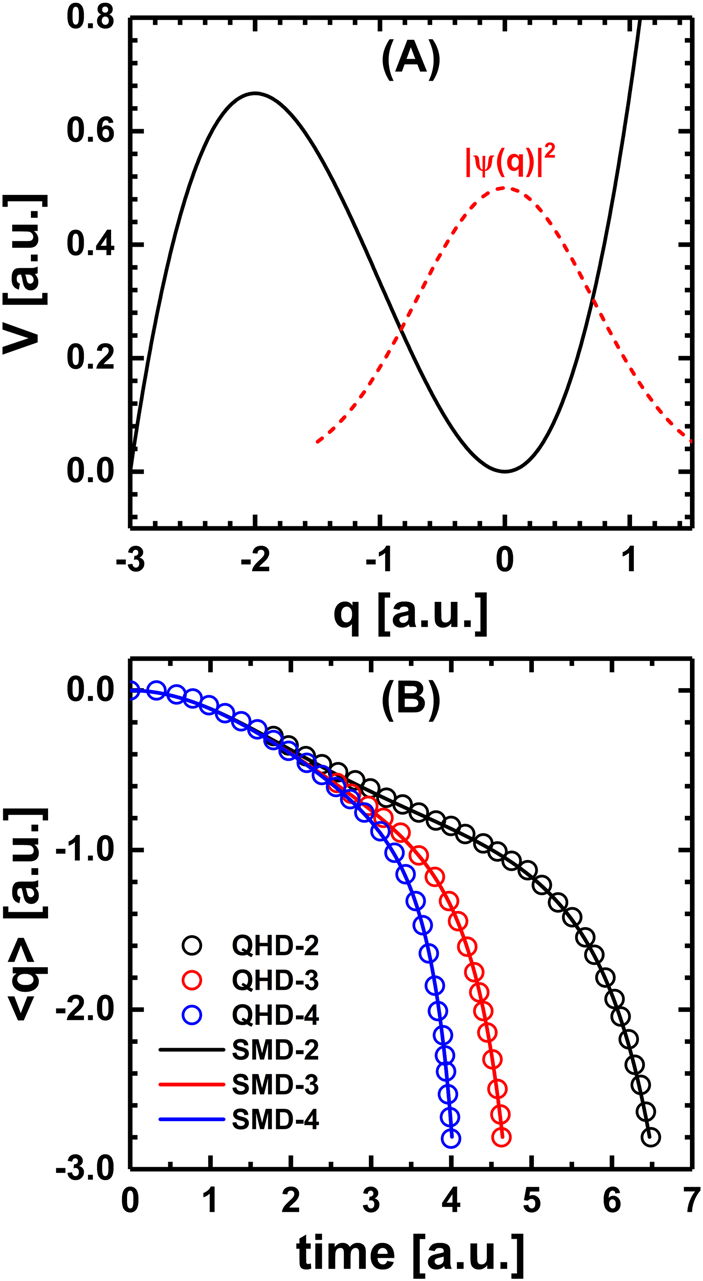 (A)
|ψ(q)|²
V [a.u.]
0.8
0.6
0.4
0.2
0.0
-3 -2 -1 0 1
q [a.u.]
(B)
<q> [a.u.]
0.0
-1.0
-2.0
-3.0
QHD-2
QHD-3
QHD-4
SMD-2
SMD-3
SMD-4
0 1 2 3 4 5 6 7
time [a.u.]